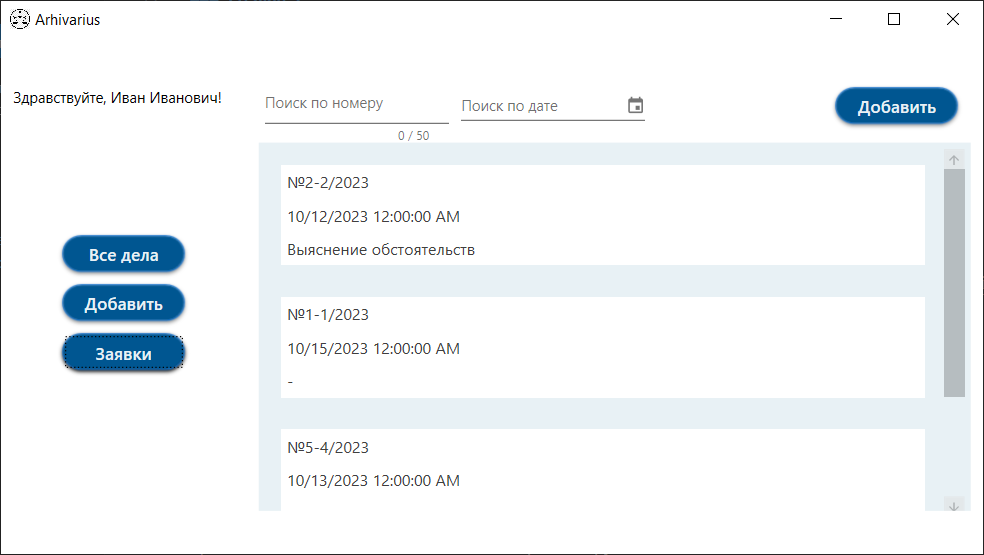 Arhivarius
Здравствуйте, Иван Иванович!
Поиск по номеру
Поиск по дате
Добавить
0 / 50
№2-2/2023
10/12/2023 12:00:00 AM
Выяснение обстоятельств
Все дела
Добавить
Заявки
№1-1/2023
10/15/2023 12:00:00 AM
-
№5-4/2023
10/13/2023 12:00:00 AM